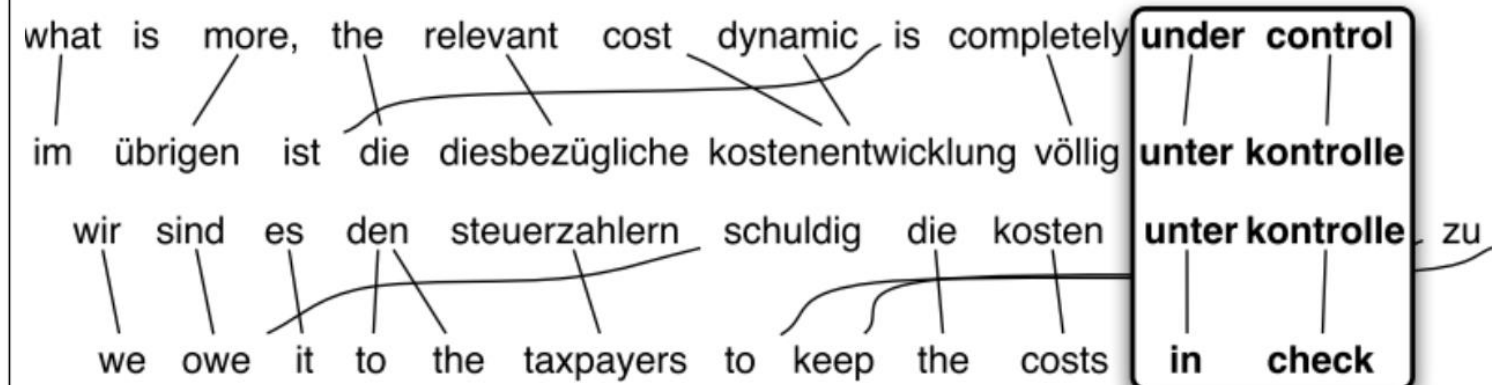 what is more, the relevant cost dynamic is completely under control
im übrigen ist die diesbezügliche kostenentwicklung völlig unter kontrolle
wir sind es den steuerzahlern schuldig die kosten unter kontrolle zu
we owe it to the taxpayers to keep the costs in check